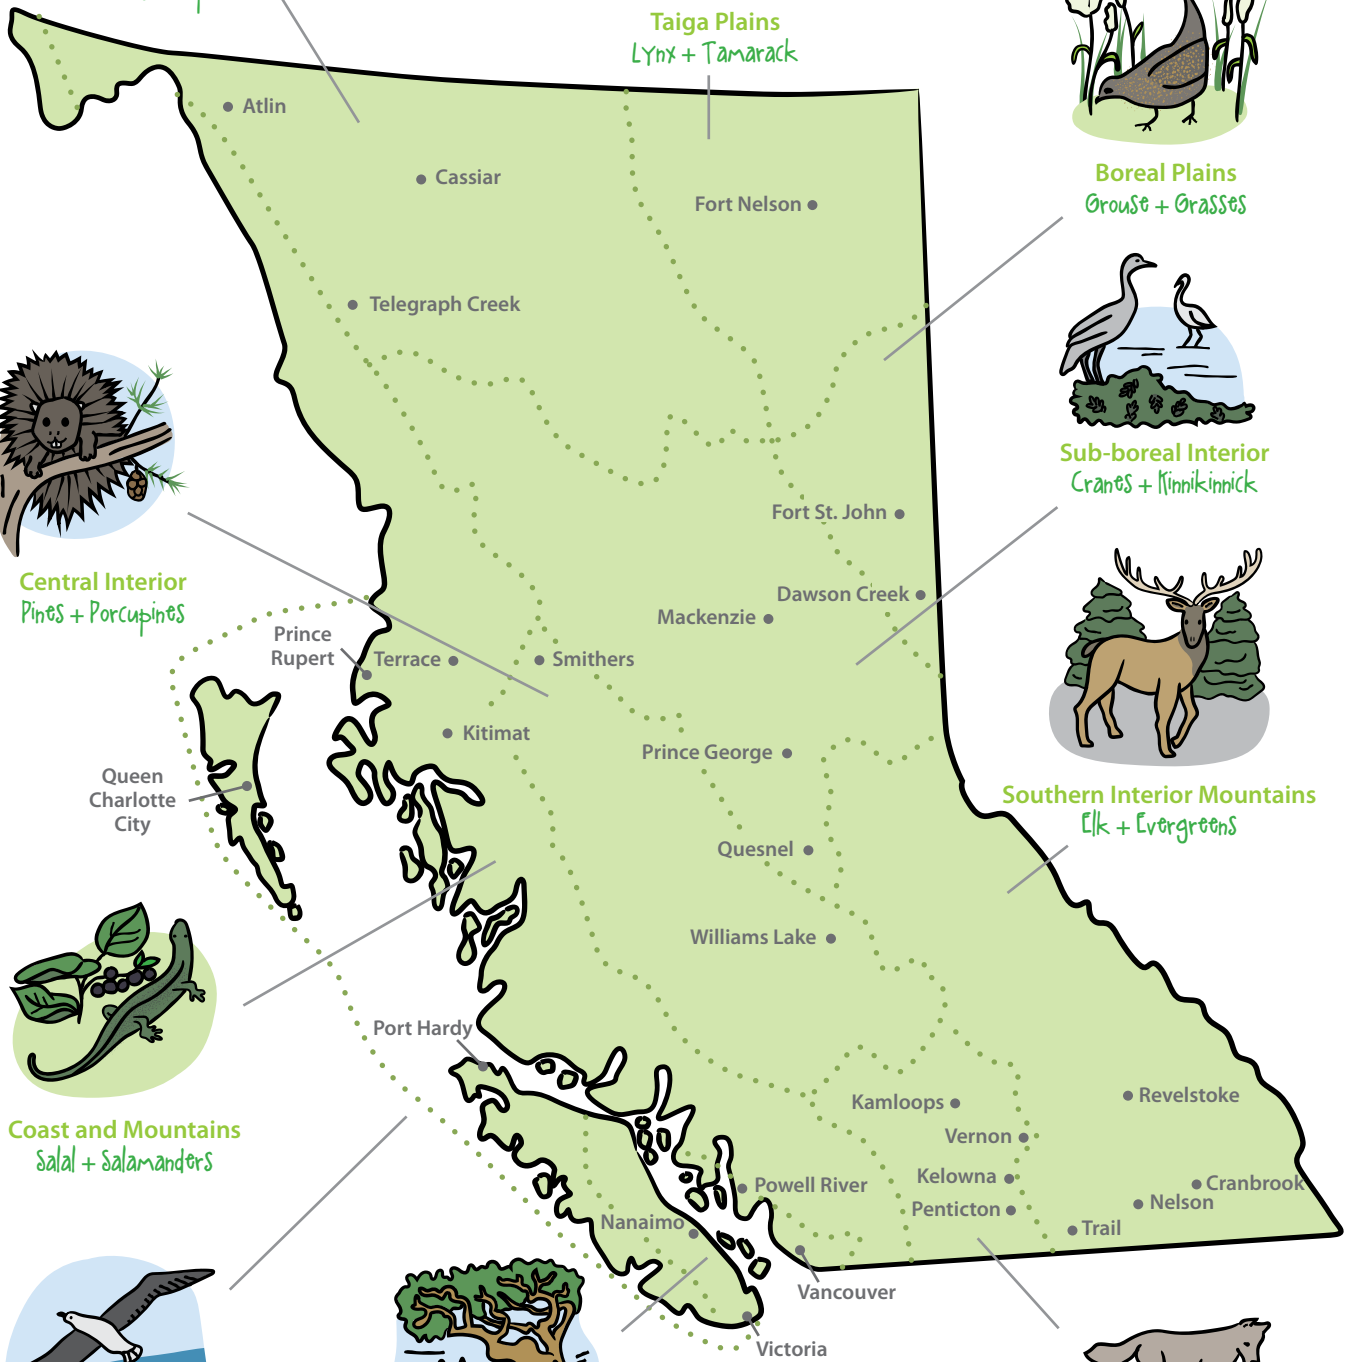 Taiga Plains
Lynx + Tamarack
Atlin
Cassiar
Fort Nelson
Boreal Plains
Grouse + Grasses
Telegraph Creek
Sub-boreal Interior
Cranes + Kinnikinnick
Fort St. John
Central Interior
Pines + Porcupines
Dawson Creek
Mackenzie
Prince
Rupert
Terrace
Smithers
Kitimat
Prince George
Queen
Charlotte
City
Southern Interior Mountains
Elk + Evergreens
Quesnel
Williams Lake
Port Hardy
Coast and Mountains
Salal + Salamanders
Kamloops
Revelstoke
Vernon
Kelowna
Powell River
Cranbrook
Nelson
Penticton
Nanaimo
Trail
Vancouver
Victoria